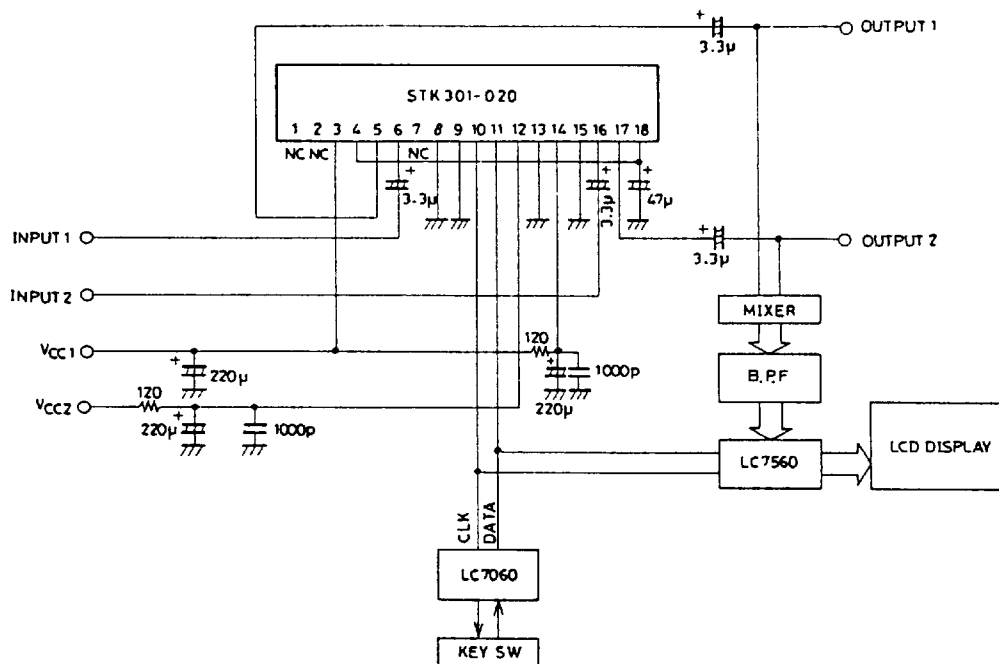 OUTPUT 1
3.3μ
+
STK301-020
1 2 3 4 5 6 7 8 9 10 11 12 13 14 15 16 17 18
NC NC
NC
+
3.3μ
+
3.3μ
+
47μ
INPUT 1
+
3.3μ
OUTPUT 2
INPUT 2
MIXER
VCC1
120
+
220μ
+
220μ
1000p
B.P.F
VCC2
120
+
220μ
1000p
LC7560
LCD DISPLAY
CLK
DATA
LC7060
KEY SW